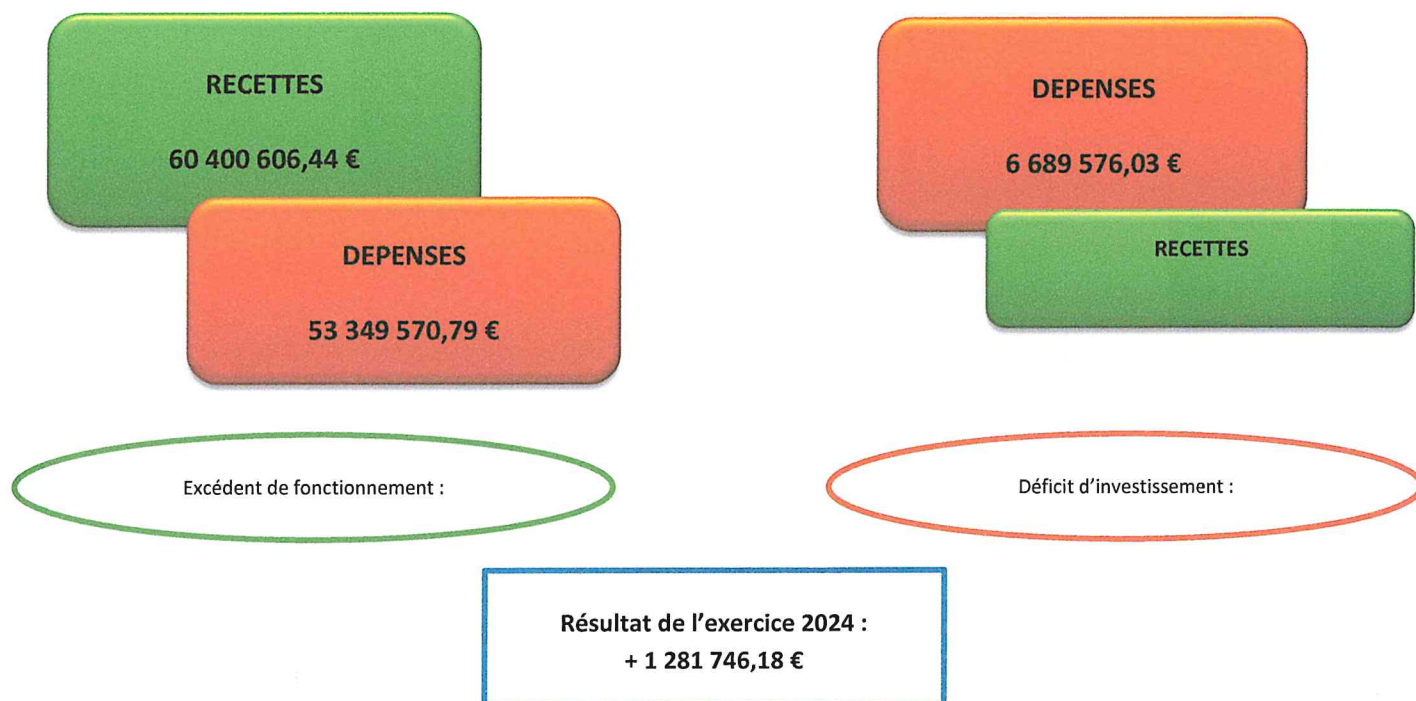 RECETTES
60 400 606,44 €
DEPENSES
53 349 570,79 €
DEPENSES
6 689 576,03 €
RECETTES
Excédent de fonctionnement :
Déficit d'investissement :
Résultat de l'exercice 2024 :
+ 1 281 746,18 €